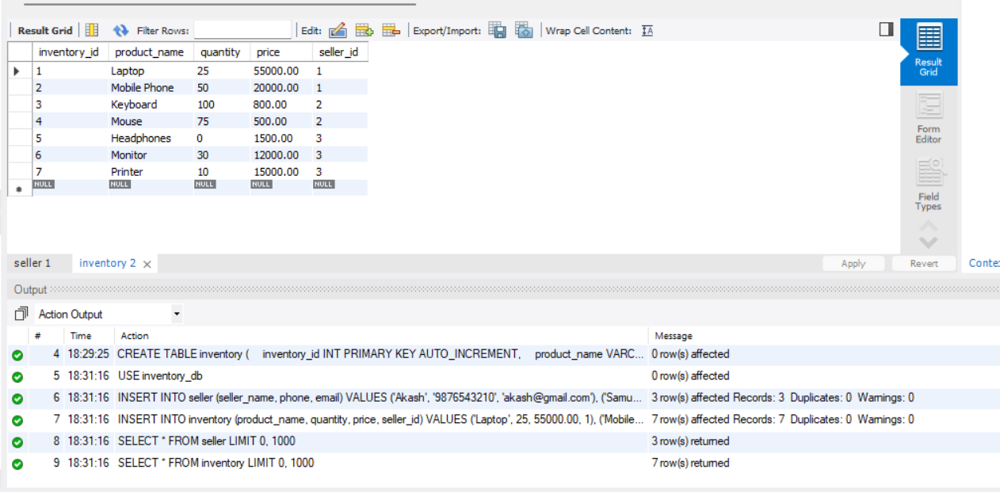 Result Grid Filter Rows: Edit: Export/Import: Wrap Cell Content: IA
inventory_id product_name quantity price seller_id
1 Laptop 25 55000.00 1
2 Mobile Phone 50 20000.00 1
3 Keyboard 100 800.00 2
4 Mouse 75 500.00 2
5 Headphones 0 1500.00 3
6 Monitor 30 12000.00 3
7 Printer 10 15000.00 3
NULL NULL NULL NULL NULL
Result
Grid
Form
Editor
Field
Types
seller 1 inventory 2 Apply Revert Contex
Output
Action Output
# Time Action Message
4 18:29:25 CREATE TABLE inventory ( inventory_id INT PRIMARY KEY AUTO_INCREMENT, product_name VARC... 0 row(s) affected
5 18:31:16 USE inventory_db 0 row(s) affected
6 18:31:16 INSERT INTO seller (seller_name, phone, email) VALUES ('Akash', '9876543210', 'akash@gmail.com'), ('Samu... 3 row(s) affected Records: 3 Duplicates: 0 Warnings: 0
7 18:31:16 INSERT INTO inventory (product_name, quantity, price, seller_id) VALUES ('Laptop', 25, 55000.00, 1), ('Mobile... 7 row(s) affected Records: 7 Duplicates: 0 Warnings: 0
8 18:31:16 SELECT * FROM seller LIMIT 0, 1000 3 row(s) returned
9 18:31:16 SELECT * FROM inventory LIMIT 0, 1000 7 row(s) returned